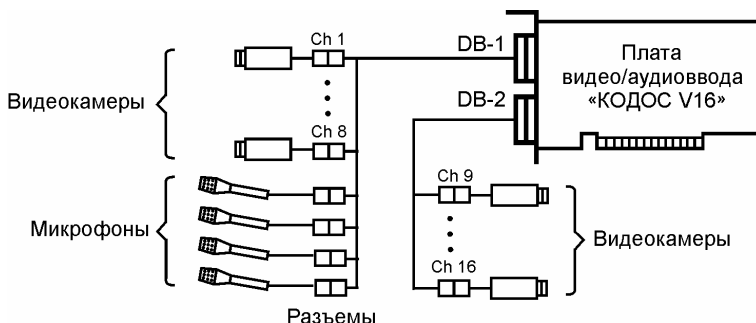 Ch 1
DB-1
Плата
видео/аудиоввода
«КОДОС V16»
Видеокамеры
DB-2
Ch 8
Ch 9
Микрофоны
Видеокамеры
Ch 16
Разъемы